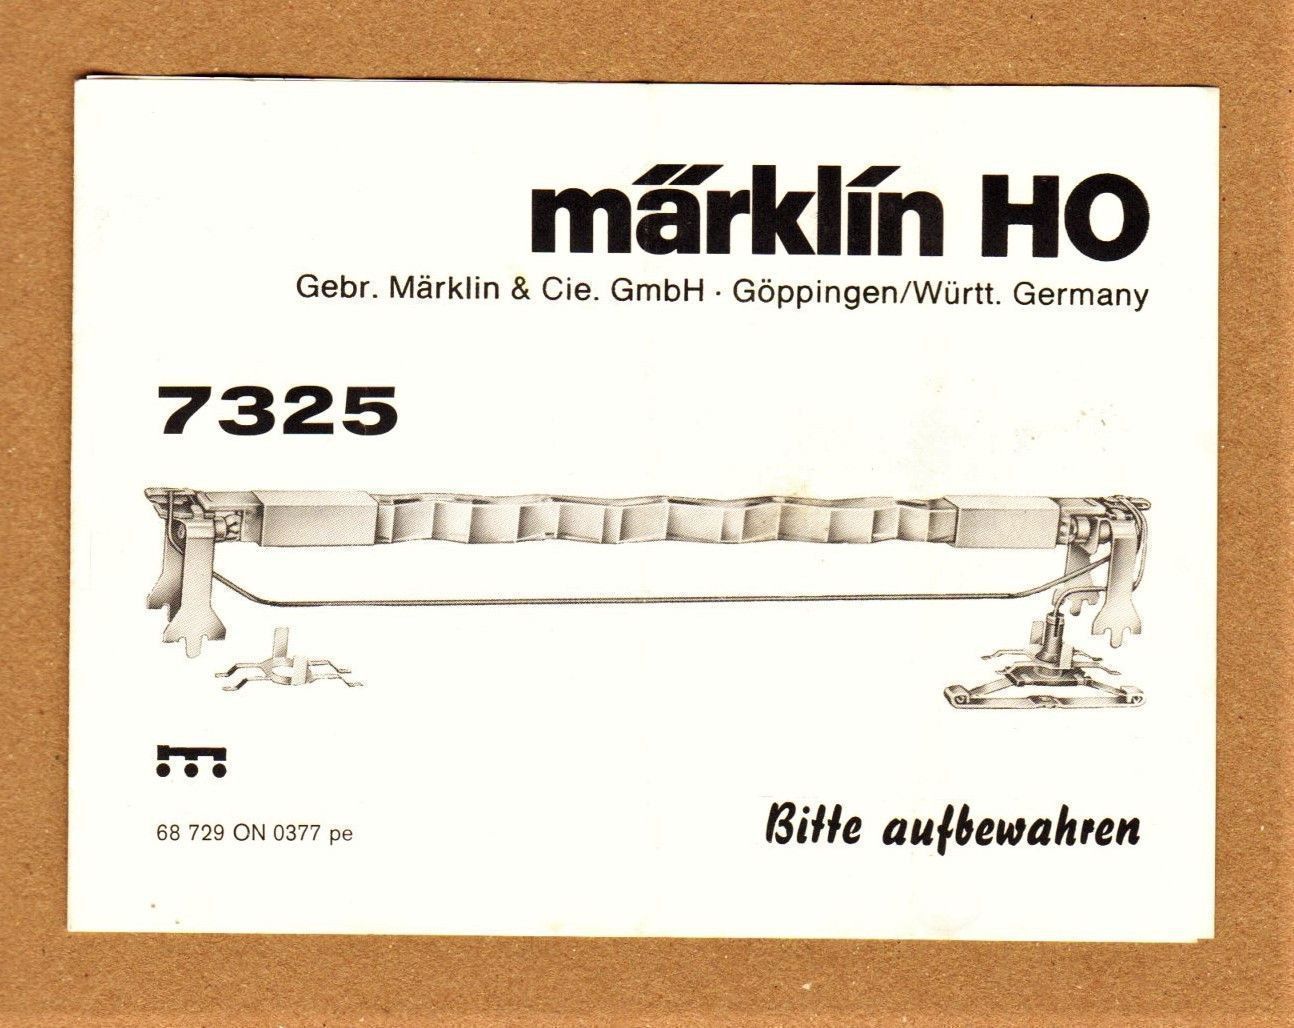 märklin HO
Gebr. Märklin & Cie. GmbH · Göppingen/Württ. Germany
7325
68 729 ON 0377 pe
Bitte aufbewahren